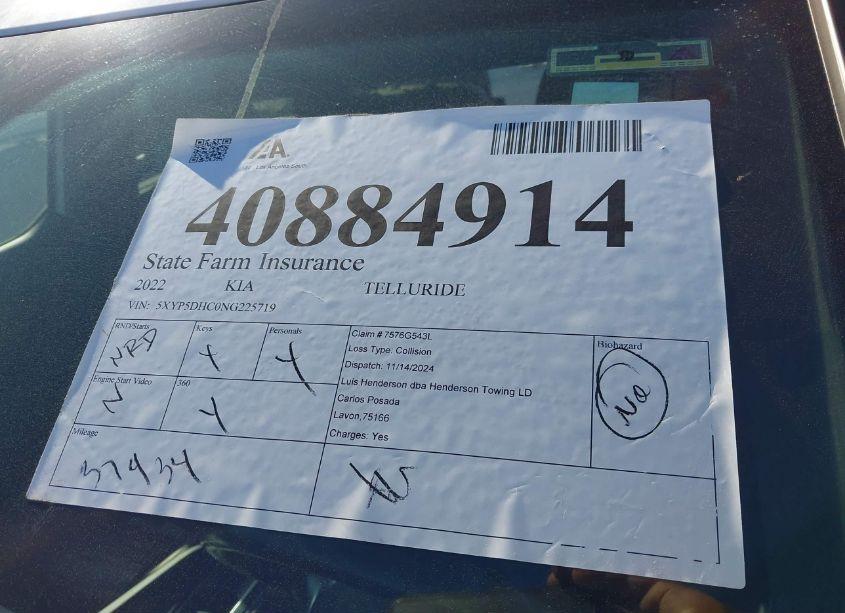 IAA.
40884914
State Farm Insurance
2022 KIA TELLURIDE
VIN: 5XYP5DHC0NG225719
RND/Starts
Keys
Personals
NRD
Y
Y
Claim # 7576G543L
Loss Type: Collision
Dispatch: 11/14/2024
Luis Henderson dba Henderson Towing LD
Carlos Posada
Lavon,75166
Charges: Yes
Biohazard
No
Engine Start Video
360
N
Y
Mileage
37434